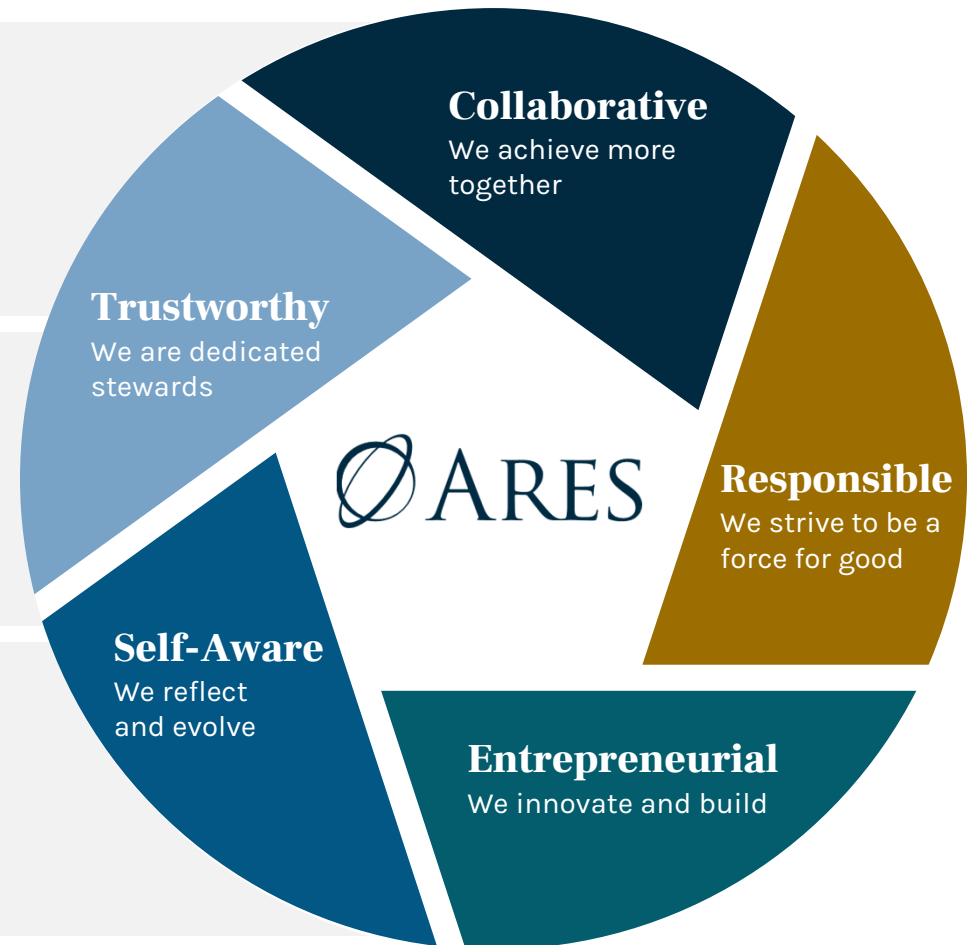 Collaborative
We achieve more
together
Trustworthy
We are dedicated
stewards
ARES
Responsible
We strive to be a
force for good
Self-Aware
We reflect
and evolve
Entrepreneurial
We innovate and build